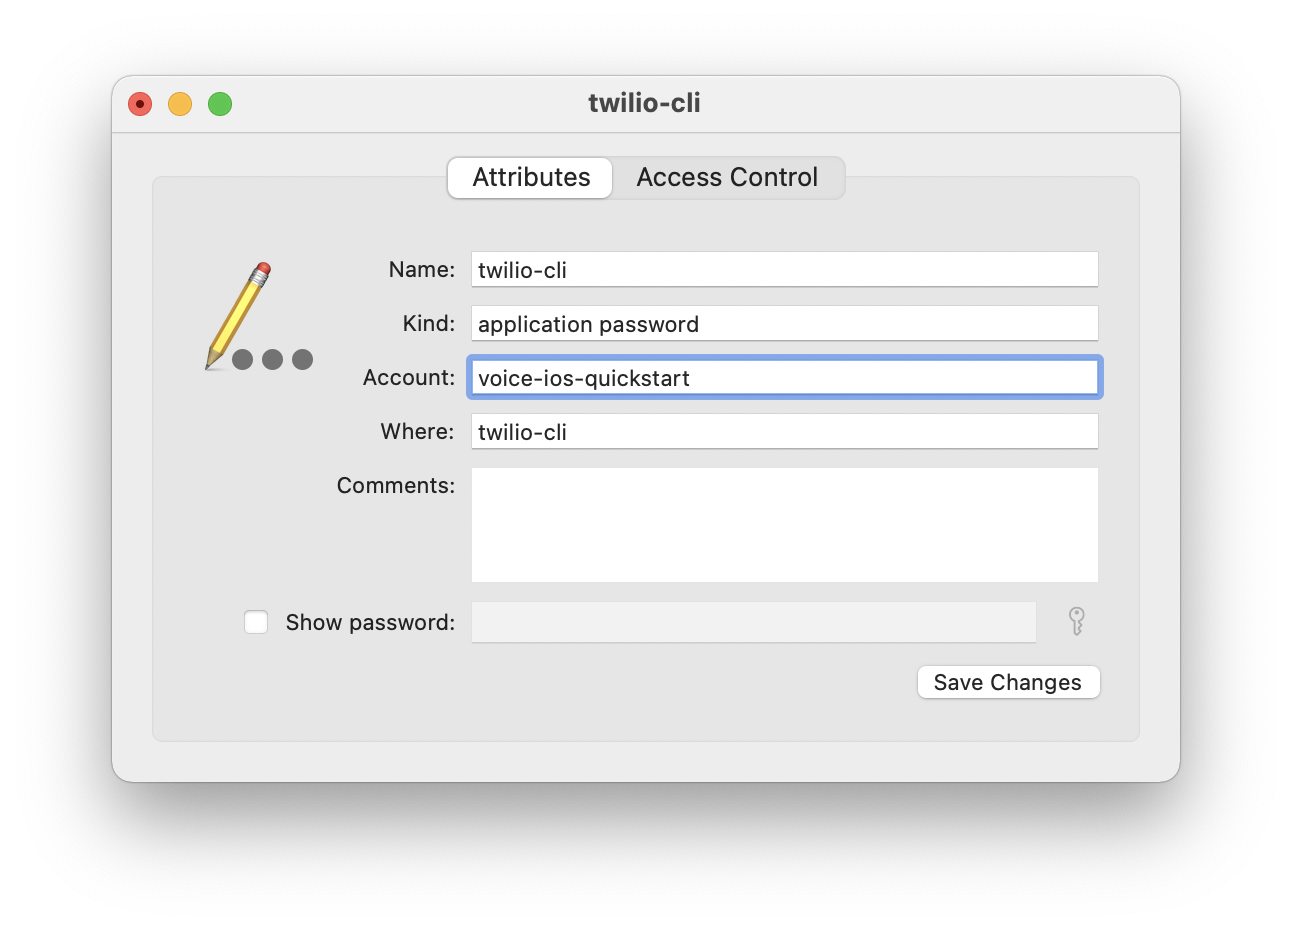 twilio-cli
Attributes Access Control
Name: twilio-cli
Kind: application password
Account: voice-ios-quickstart
Where: twilio-cli
Comments:
Show password:
Save Changes